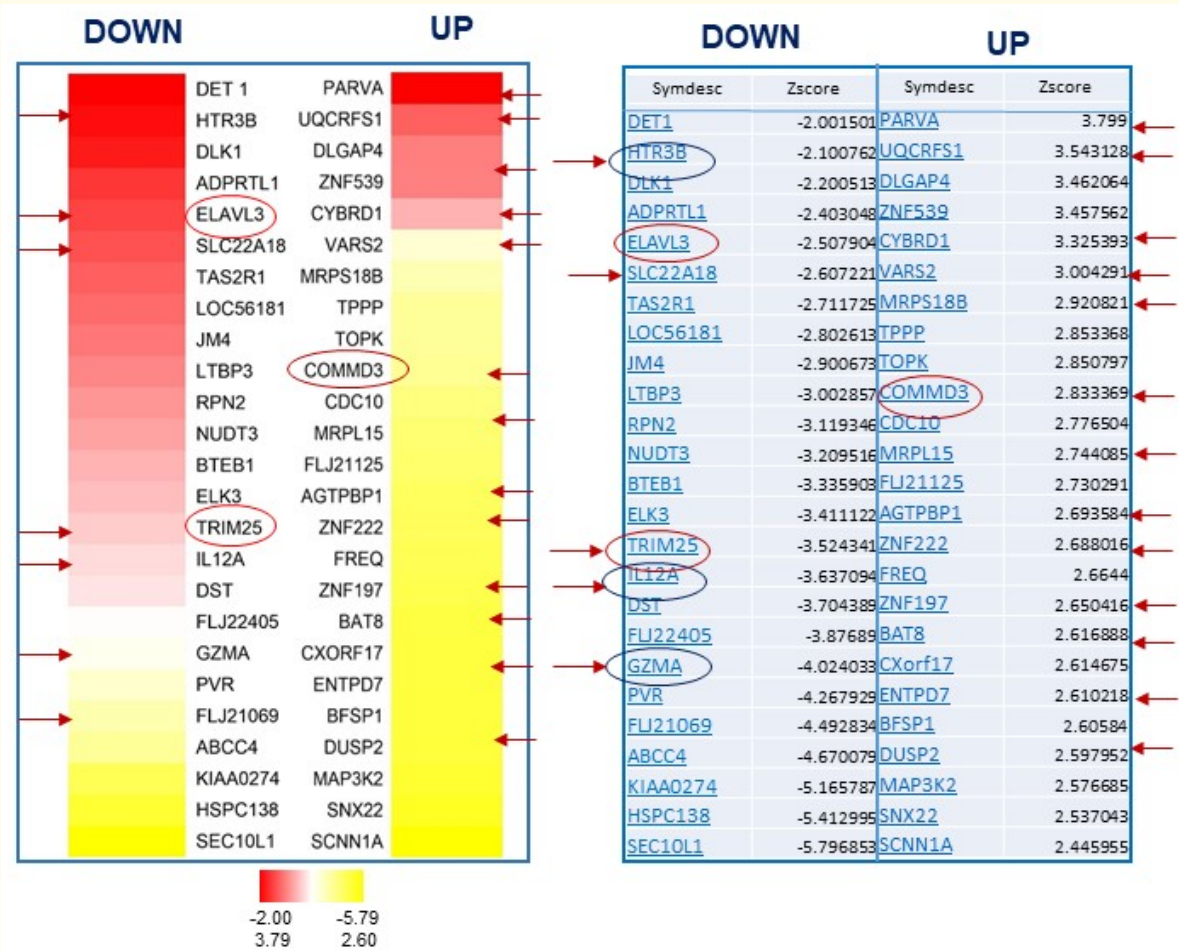 DOWN UP
DET 1 PARVA
HTR3B UQCRFS1
DLK1 DLGAP4
ADPRTL1 ZNF539
ELAVL3 CYBRD1
SLC22A18 VARS2
TAS2R1 MRPS18B
LOC56181 TPPP
JM4 TOPK
LTBP3 COMMD3
RPN2 CDC10
NUDT3 MRPL15
BTEB1 FLJ21125
ELK3 AGTPBP1
TRIM25 ZNF222
IL12A FREQ
DST ZNF197
FLJ22405 BAT8
GZMA CXORF17
PVR ENTPD7
FLJ21069 BFSP1
ABCC4 DUSP2
KIAA0274 MAP3K2
HSPC138 SNX22
SEC10L1 SCNN1A
-2.00 -5.79
3.79 2.60
DOWN UP
Symdesc Zscore Symdesc Zscore
DET1 -2.001501 PARVA 3.799
HTR3B -2.100762 UQCRFS1 3.543128
DLK1 -2.200513 DLGAP4 3.462064
ADPRTL1 -2.403048 ZNF539 3.457562
ELAVL3 -2.507904 CYBRD1 3.325393
SLC22A18 -2.607221 VARS2 3.004291
TAS2R1 -2.711725 MRPS18B 2.920821
LOC56181 -2.802613 TPPP 2.853368
JM4 -2.900673 TOPK 2.850797
LTBP3 -3.002857 COMMD3 2.833369
RPN2 -3.119346 CDC10 2.776504
NUDT3 -3.209516 MRPL15 2.744085
BTEB1 -3.335903 FLJ21125 2.730291
ELK3 -3.411122 AGTPBP1 2.693584
TRIM25 -3.524341 ZNF222 2.688016
IL12A -3.637094 FREQ 2.6644
DST -3.704389 ZNF197 2.650416
FLJ22405 -3.87689 BAT8 2.616888
GZMA -4.024033 CXorf17 2.614675
PVR -4.267929 ENTPD7 2.610218
FLJ21069 -4.492834 BFSP1 2.60584
ABCC4 -4.670079 DUSP2 2.597952
KIAA0274 -5.165787 MAP3K2 2.576685
HSPC138 -5.412995 SNX22 2.537043
SEC10L1 -5.796853 SCNN1A 2.445955